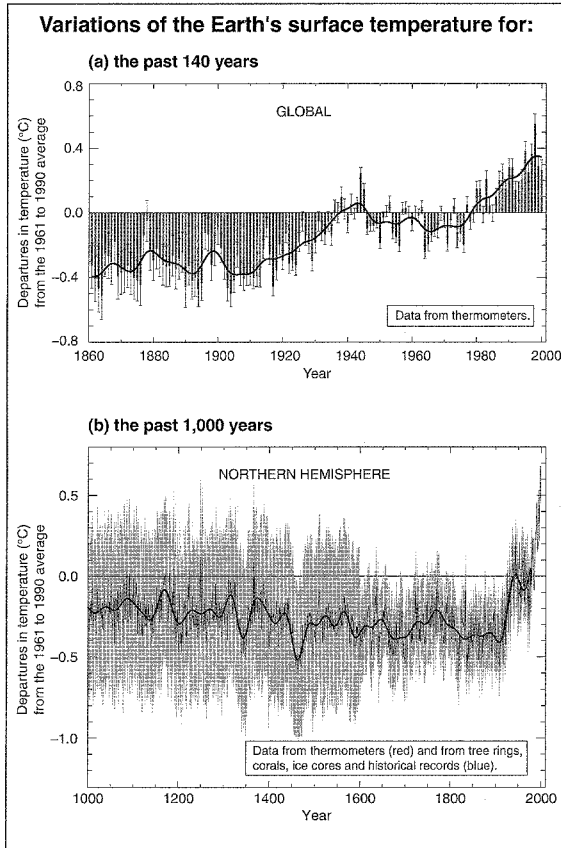 Variations of the Earth's surface temperature for:
(a) the past 140 years
GLOBAL
Departures in temperature (°C)
from the 1961 to 1990 average
0.8
0.4
0.0
−0.4
−0.8
Data from thermometers.
1860 1880 1900 1920 1940 1960 1980 2000
Year
(b) the past 1,000 years
NORTHERN HEMISPHERE
Departures in temperature (°C)
from the 1961 to 1990 average
0.5
0.0
−0.5
−1.0
Data from thermometers (red) and from tree rings,
corals, ice cores and historical records (blue).
1000 1200 1400 1600 1800 2000
Year